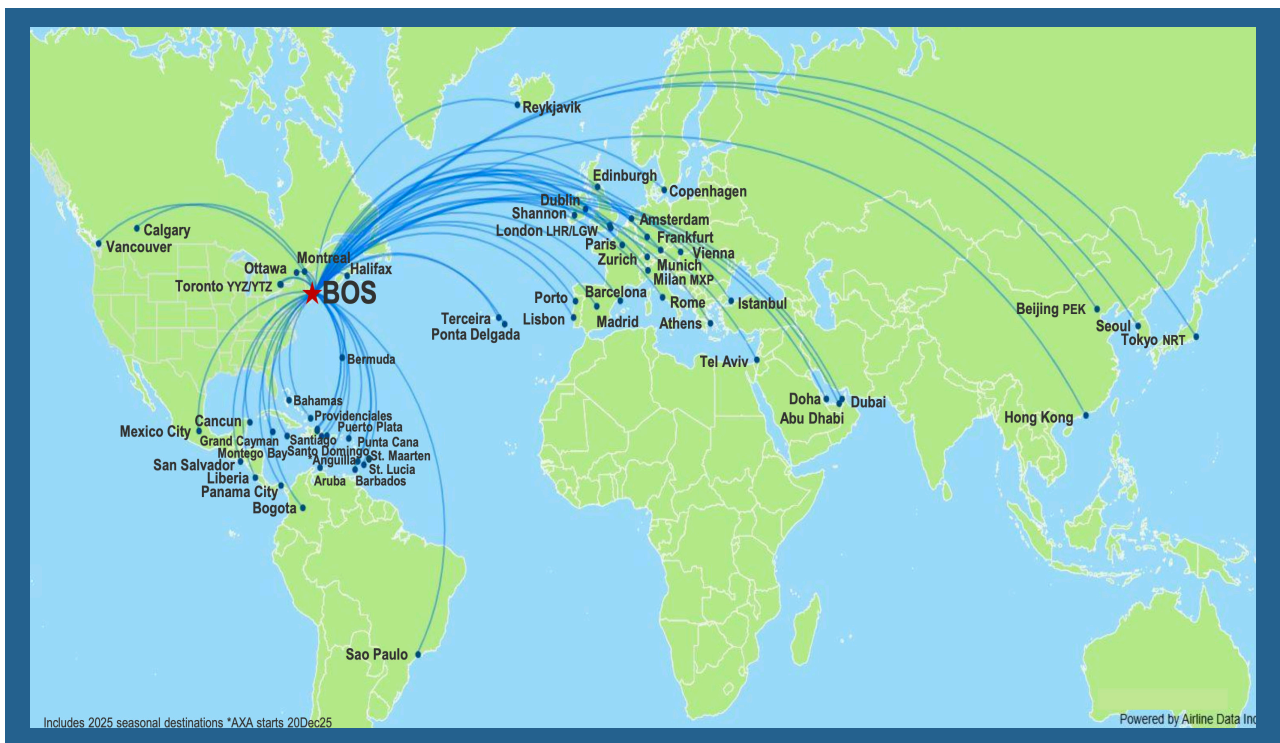 Reykjavik
Edinburgh
Copenhagen
Dublin
Shannon
Amsterdam
London LHR/LGW
Calgary
Vancouver
Frankfurt
Paris
Vienna
Zurich
Munich
Montreal
Ottawa
Halifax
Milan MXP
Toronto YYZ/YTZ
BOS
Barcelona
Porto
Rome
Istanbul
Beijing PEK
Terceira
Lisbon
Madrid
Athens
Seoul
Ponta Delgada
Tokyo NRT
Bermuda
Tel Aviv
Bahamas
Doha
Dubai
Abu Dhabi
Providenciales
Hong Kong
Cancun
Puerto Plata
Mexico City
Grand Cayman
Santiago
Punta Cana
Montego Bay
Santo Domingo
St. Maarten
*Anguilla
San Salvador
St. Lucia
Liberia
Aruba
Barbados
Panama City
Bogota
Sao Paulo
Includes 2025 seasonal destinations *AXA starts 20Dec25
Powered by Airline Data Inc